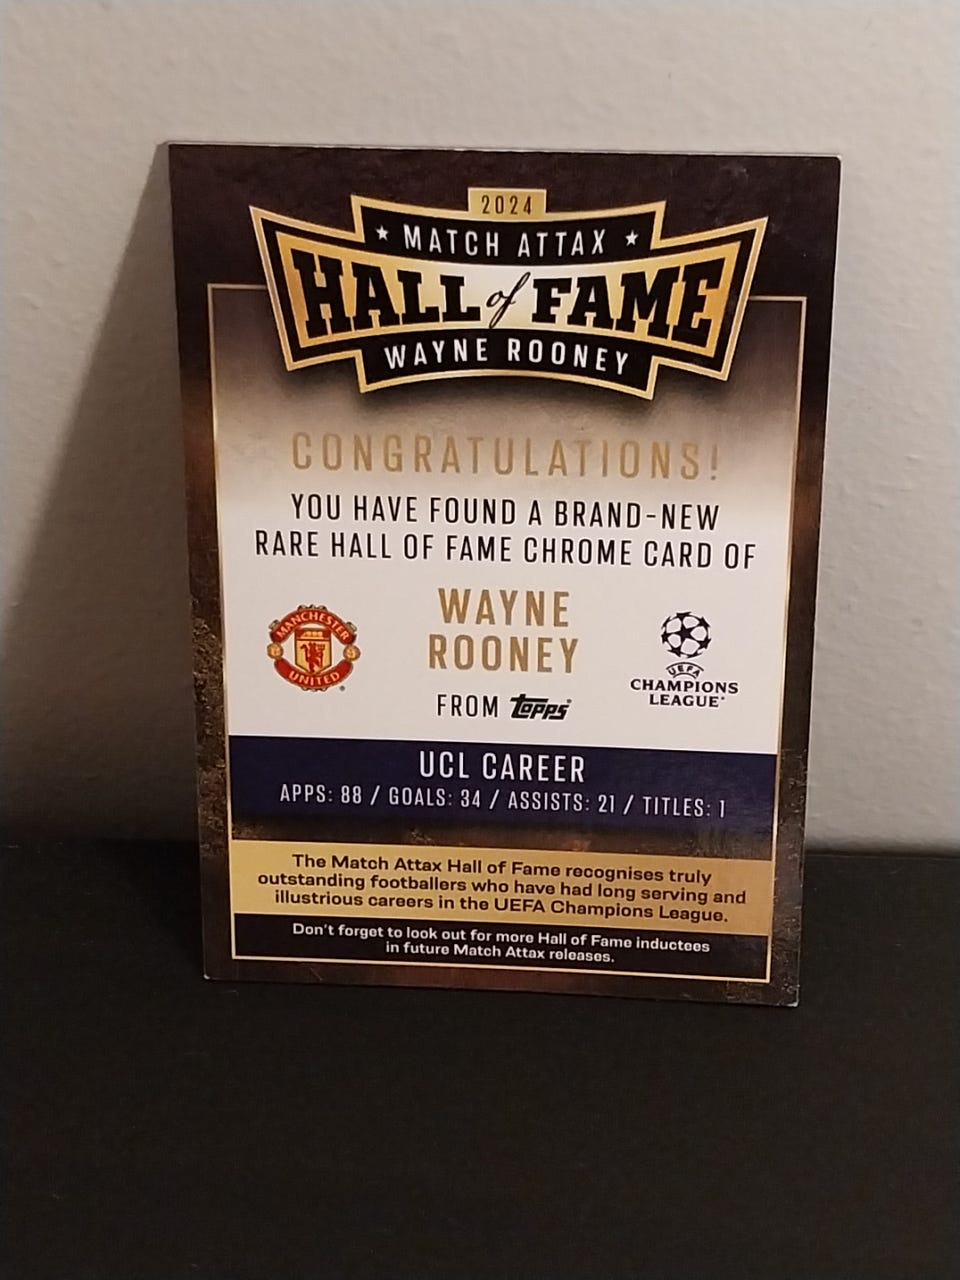 2024
★ MATCH ATTAX ★
HALL of FAME
WAYNE ROONEY
CONGRATULATIONS!
YOU HAVE FOUND A BRAND-NEW
RARE HALL OF FAME CHROME CARD OF
MANCHESTER
UNITED
WAYNE
ROONEY
FROM Topps
UEFA
CHAMPIONS
LEAGUE
UCL CAREER
APPS: 88 / GOALS: 34 / ASSISTS: 21 / TITLES: 1
The Match Attax Hall of Fame recognises truly
outstanding footballers who have had long serving and
illustrious careers in the UEFA Champions League.
Don't forget to look out for more Hall of Fame inductees
in future Match Attax releases.